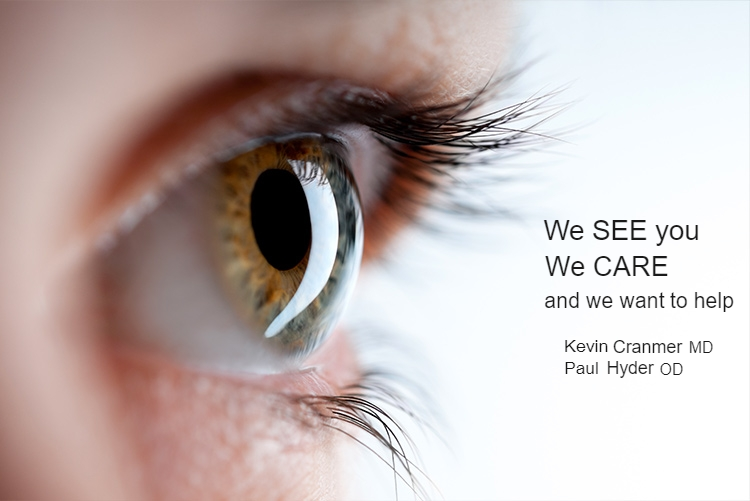 We SEE you
We CARE
and we want to help
Kevin Cranmer MD
Paul Hyder OD